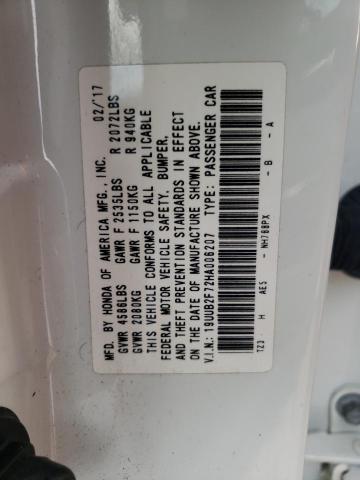 MFD. BY HONDA OF AMERICA MFG., INC. 02/'17
GVWR 4586LBS GAWR F 2535LBS R 2072LBS
GVWR 2080KG GAWR F 1150KG R 940KG
THIS VEHICLE CONFORMS TO ALL APPLICABLE
FEDERAL MOTOR VEHICLE SAFETY, BUMPER,
AND THEFT PREVENTION STANDARDS IN EFFECT
ON THE DATE OF MANUFACTURE SHOWN ABOVE.
V.I.N.: 19UUB2F72HA006207 TYPE: PASSENGER CAR
TZ3 - H AE5 - NH788PX - B - A